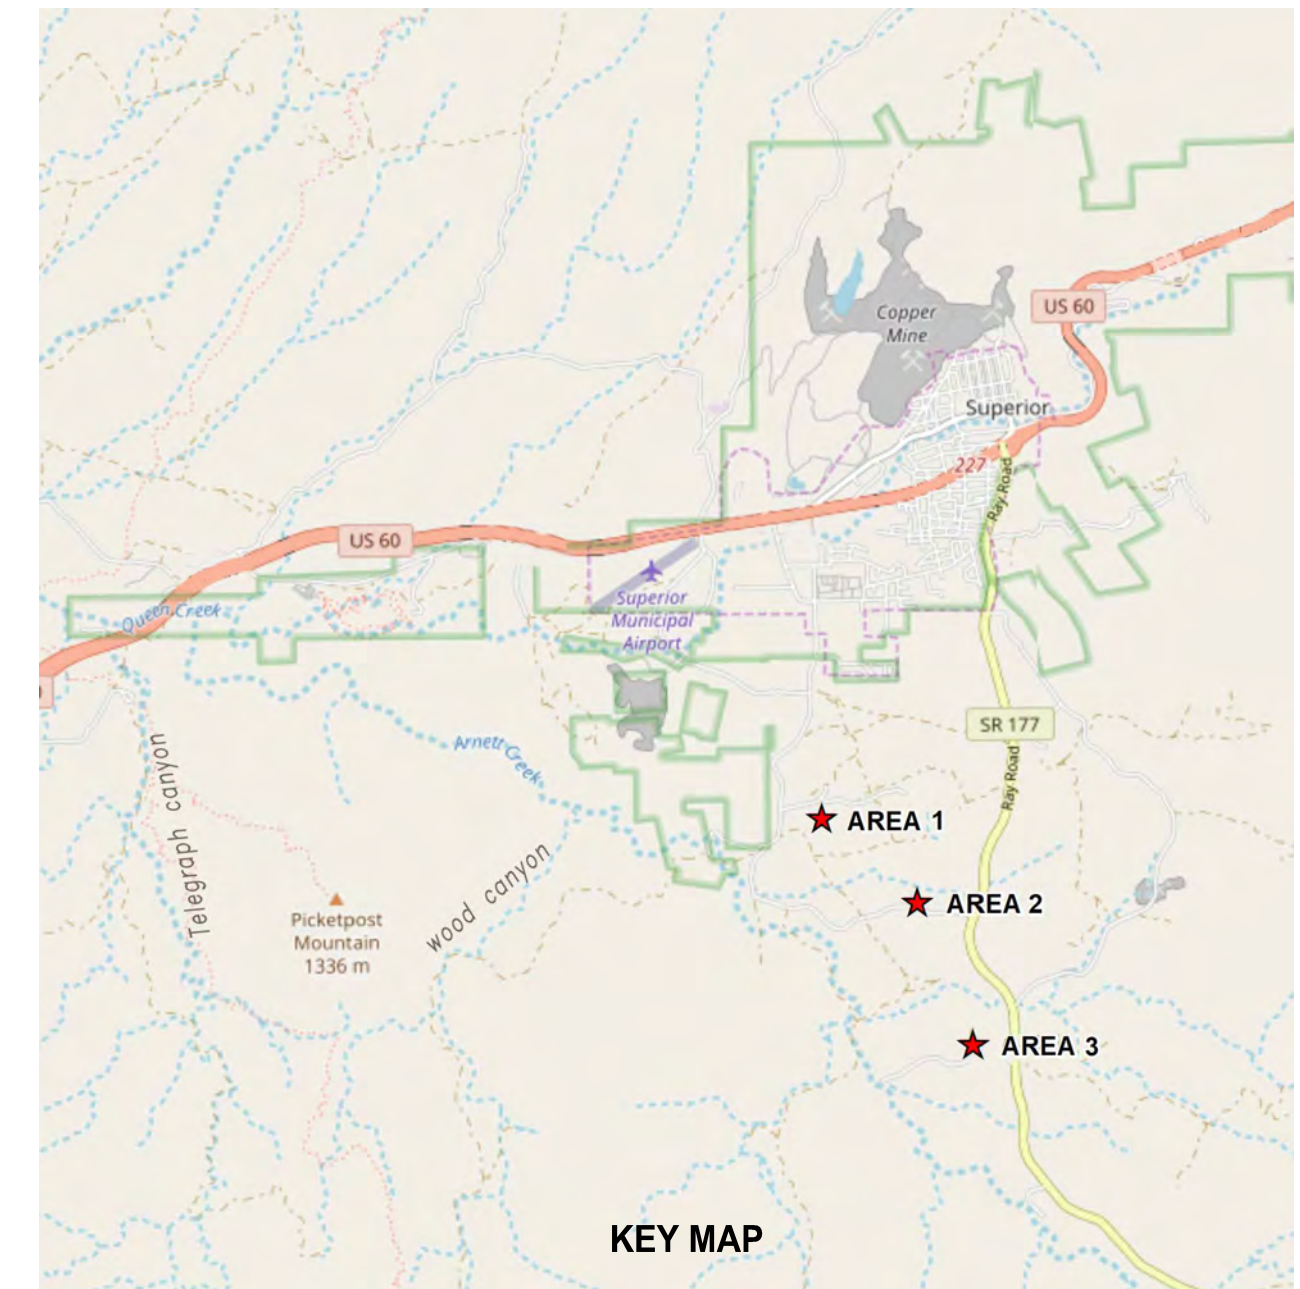 US 60
Copper
Mine
Superior
227
Ray Road
US 60
Queen Creek
Superior
Municipal
Airport
SR 177
Arnett Creek
Telegraph canyon
Ray Road
AREA 1
wood canyon
AREA 2
Picketpost
Mountain
1336 m
AREA 3
KEY MAP